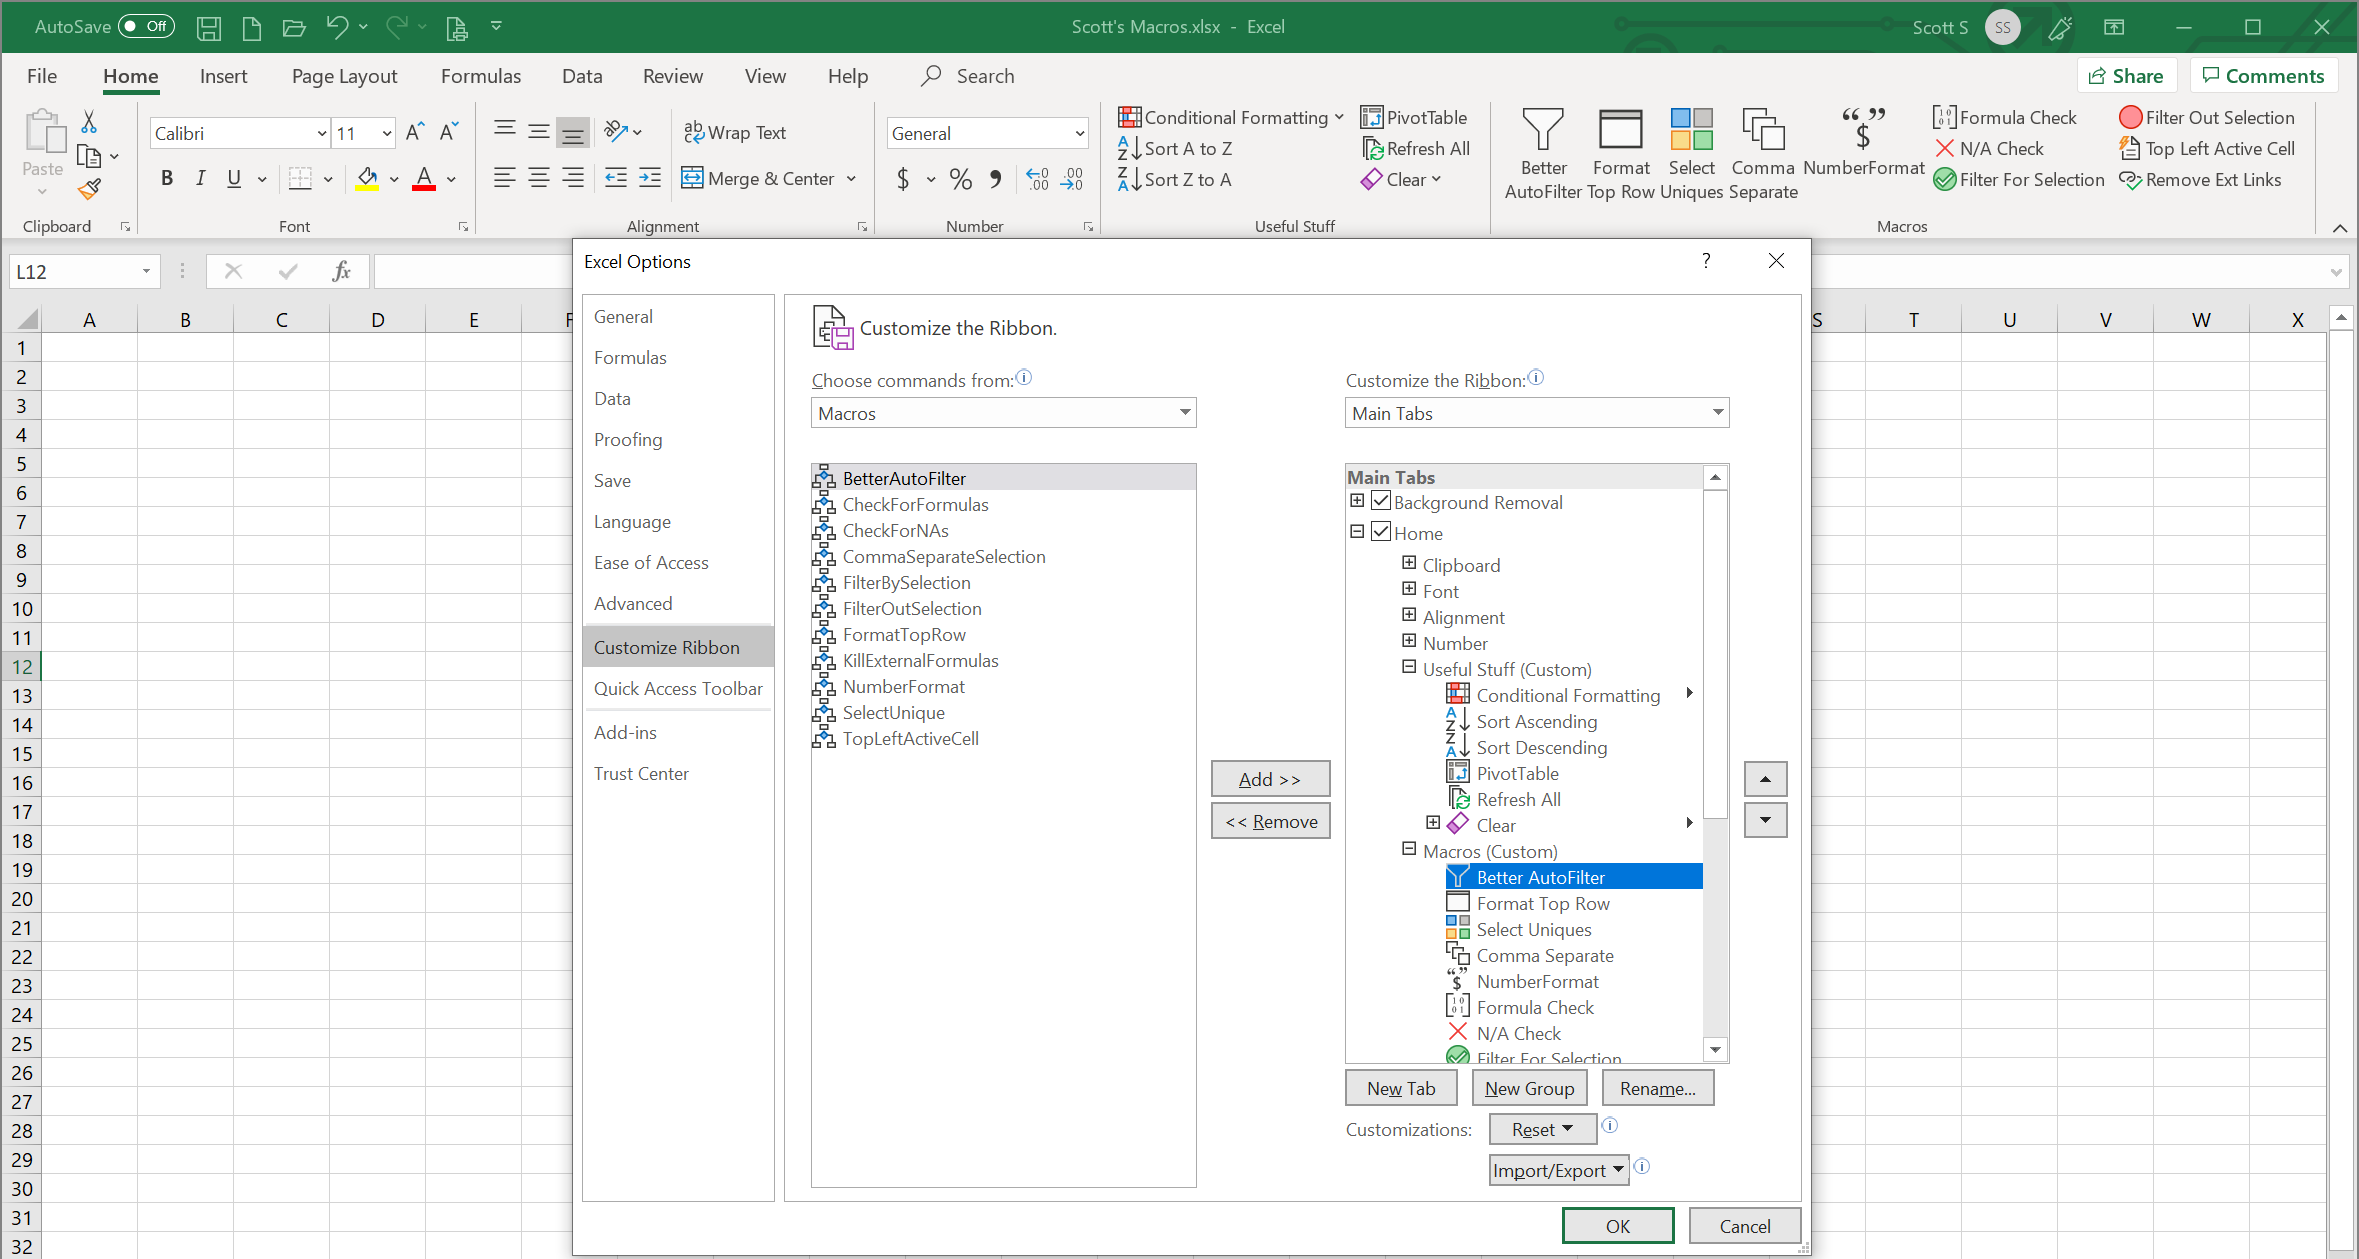 AutoSave Off
Scott's Macros.xlsx - Excel
Scott S SS
File Home Insert Page Layout Formulas Data Review View Help Search
Share Comments
Paste
Clipboard
Calibri 11 A A
B I U A
Font
ab Wrap Text
Merge & Center
Alignment
General
$ % , .00 .00
Number
Conditional Formatting
Sort A to Z
Sort Z to A
PivotTable
Refresh All
Clear
Useful Stuff
Better AutoFilter
Format Top Row
Select Uniques
Comma Separate
NumberFormat
Formula Check
N/A Check
Filter For Selection
Filter Out Selection
Top Left Active Cell
Remove Ext Links
Macros
L12
fx
A B C D E F S T U V W X
1
2
3
4
5
6
7
8
9
10
11
12
13
14
15
16
17
18
19
20
21
22
23
24
25
26
27
28
29
30
31
32
Excel Options
?
General
Formulas
Data
Proofing
Save
Language
Ease of Access
Advanced
Customize Ribbon
Quick Access Toolbar
Add-ins
Trust Center
Customize the Ribbon.
Choose commands from:
Macros
BetterAutoFilter
CheckForFormulas
CheckForNAs
CommaSeparateSelection
FilterBySelection
FilterOutSelection
FormatTopRow
KillExternalFormulas
NumberFormat
SelectUnique
TopLeftActiveCell
Add >>
<< Remove
Customize the Ribbon:
Main Tabs
Main Tabs
Background Removal
Home
Clipboard
Font
Alignment
Number
Useful Stuff (Custom)
Conditional Formatting
Sort Ascending
Sort Descending
PivotTable
Refresh All
Clear
Macros (Custom)
Better AutoFilter
Format Top Row
Select Uniques
Comma Separate
NumberFormat
Formula Check
N/A Check
Filter For Selection
New Tab New Group Rename...
Customizations: Reset
Import/Export
OK Cancel